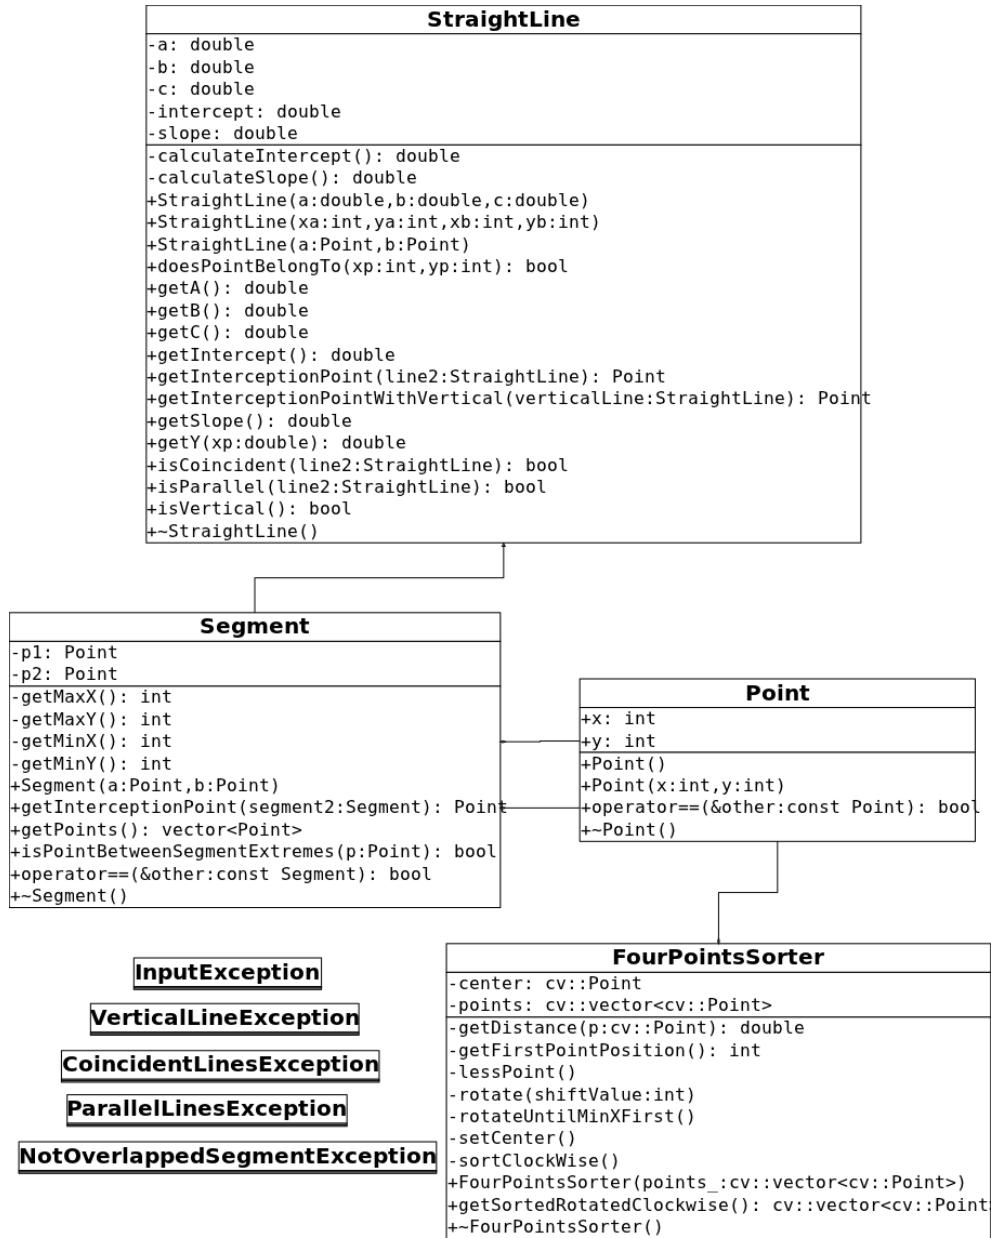 StraightLine
-a: double
-b: double
-c: double
-intercept: double
-slope: double
-calculateIntercept(): double
-calculateSlope(): double
+StraightLine(a:double,b:double,c:double)
+StraightLine(xa:int,ya:int,xb:int,yb:int)
+StraightLine(a:Point,b:Point)
+doesPointBelongTo(xp:int,yp:int): bool
+getA(): double
+getB(): double
+getC(): double
+getIntercept(): double
+getInterceptionPoint(line2:StraightLine): Point
+getInterceptionPointWithVertical(verticalLine:StraightLine): Point
+getSlope(): double
+getY(xp:double): double
+isCoincident(line2:StraightLine): bool
+isParallel(line2:StraightLine): bool
+isVertical(): bool
+~StraightLine()
Segment
-p1: Point
-p2: Point
-getMaxX(): int
-getMaxY(): int
-getMinX(): int
-getMinY(): int
+Segment(a:Point,b:Point)
+getInterceptionPoint(segment2:Segment): Point
+getPoints(): vector<Point>
+isPointBetweenSegmentExtremes(p:Point): bool
+operator==(&other:const Segment): bool
+~Segment()
Point
+x: int
+y: int
+Point()
+Point(x:int,y:int)
+operator==(&other:const Point): bool
+~Point()
InputException
VerticalLineException
CoincidentLinesException
ParallelLinesException
NotOverlappedSegmentException
FourPointsSorter
-center: cv::Point
-points: cv::vector<cv::Point>
-getDistance(p:cv::Point): double
-getFirstPointPosition(): int
-lessPoint()
-rotate(shiftValue:int)
-rotateUntilMinXFirst()
-setCenter()
-sortClockWise()
+FourPointsSorter(points_:cv::vector<cv::Point>)
+getSortedRotatedClockwise(): cv::vector<cv::Point
+~FourPointsSorter()